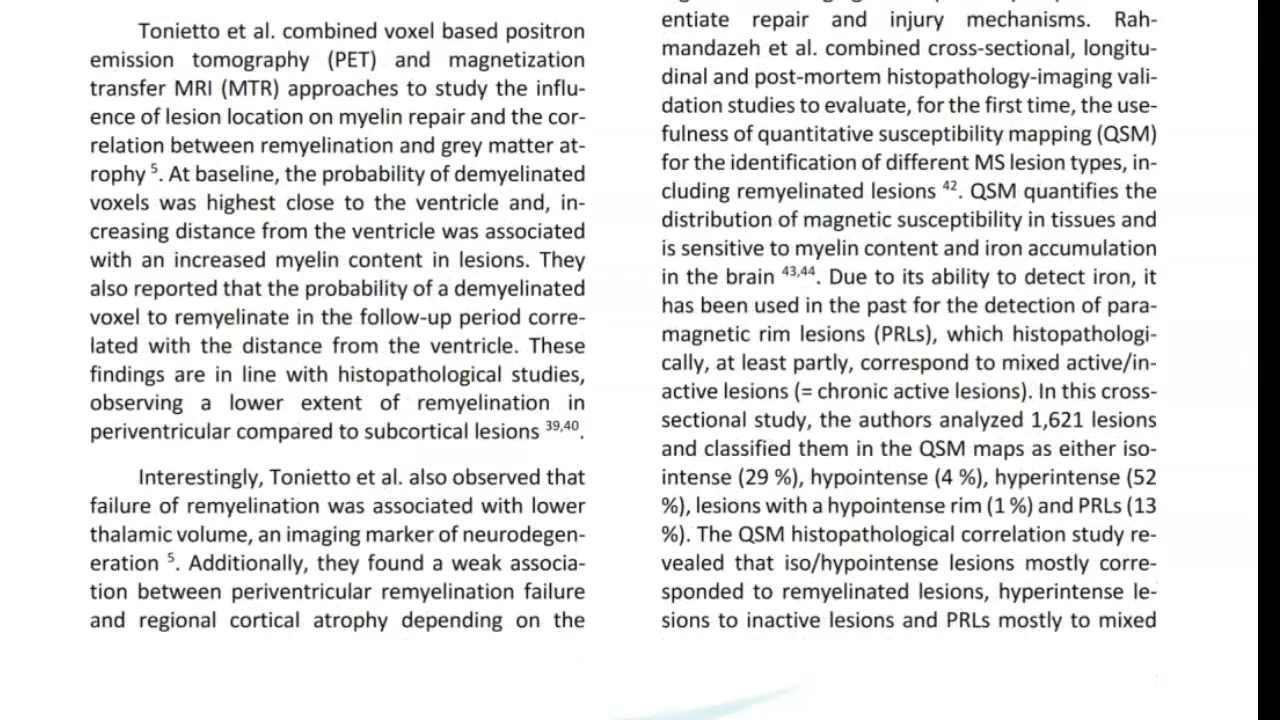 Tonietto et al. combined voxel based positron
emission tomography (PET) and magnetization
transfer MRI (MTR) approaches to study the influ-
ence of lesion location on myelin repair and the cor-
relation between remyelination and grey matter at-
rophy 5. At baseline, the probability of demyelinated
voxels was highest close to the ventricle and, in-
creasing distance from the ventricle was associated
with an increased myelin content in lesions. They
also reported that the probability of a demyelinated
voxel to remyelinate in the follow-up period corre-
lated with the distance from the ventricle. These
findings are in line with histopathological studies,
observing a lower extent of remyelination in
periventricular compared to subcortical lesions 39,40.
Interestingly, Tonietto et al. also observed that
failure of remyelination was associated with lower
thalamic volume, an imaging marker of neurodegen-
eration 5. Additionally, they found a weak associa-
tion between periventricular remyelination failure
and regional cortical atrophy depending on the
entiate repair and injury mechanisms. Rah-
mandazeh et al. combined cross-sectional, longitu-
dinal and post-mortem histopathology-imaging vali-
dation studies to evaluate, for the first time, the use-
fulness of quantitative susceptibility mapping (QSM)
for the identification of different MS lesion types, in-
cluding remyelinated lesions 42. QSM quantifies the
distribution of magnetic susceptibility in tissues and
is sensitive to myelin content and iron accumulation
in the brain 43,44. Due to its ability to detect iron, it
has been used in the past for the detection of para-
magnetic rim lesions (PRLs), which histopathologi-
cally, at least partly, correspond to mixed active/in-
active lesions (= chronic active lesions). In this cross-
sectional study, the authors analyzed 1,621 lesions
and classified them in the QSM maps as either iso-
intense (29 %), hypointense (4 %), hyperintense (52
%), lesions with a hypointense rim (1 %) and PRLs (13
%). The QSM histopathological correlation study re-
vealed that iso/hypointense lesions mostly corre-
sponded to remyelinated lesions, hyperintense le-
sions to inactive lesions and PRLs mostly to mixed